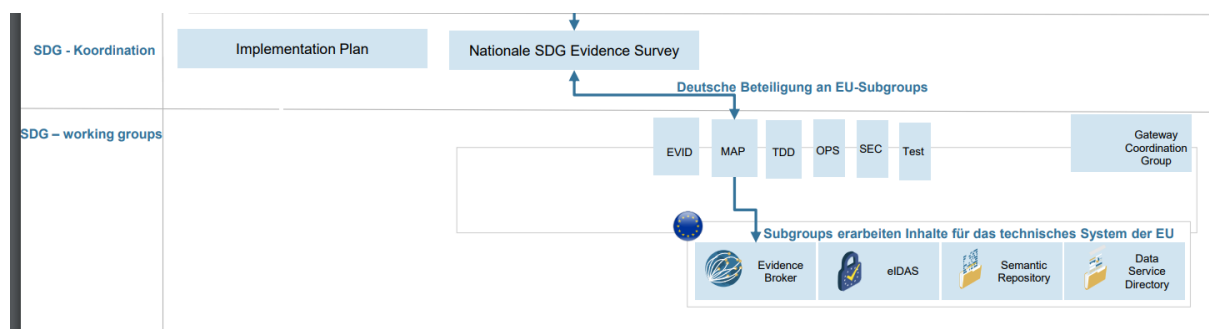 SDG - Koordination
Implementation Plan
Nationale SDG Evidence Survey
Deutsche Beteiligung an EU-Subgroups
SDG – working groups
EVID
MAP
TDD
OPS
SEC
Test
Gateway
Coordination
Group
Subgroups erarbeiten Inhalte für das technisches System der EU
Evidence
Broker
eIDAS
Semantic
Repository
Data
Service
Directory